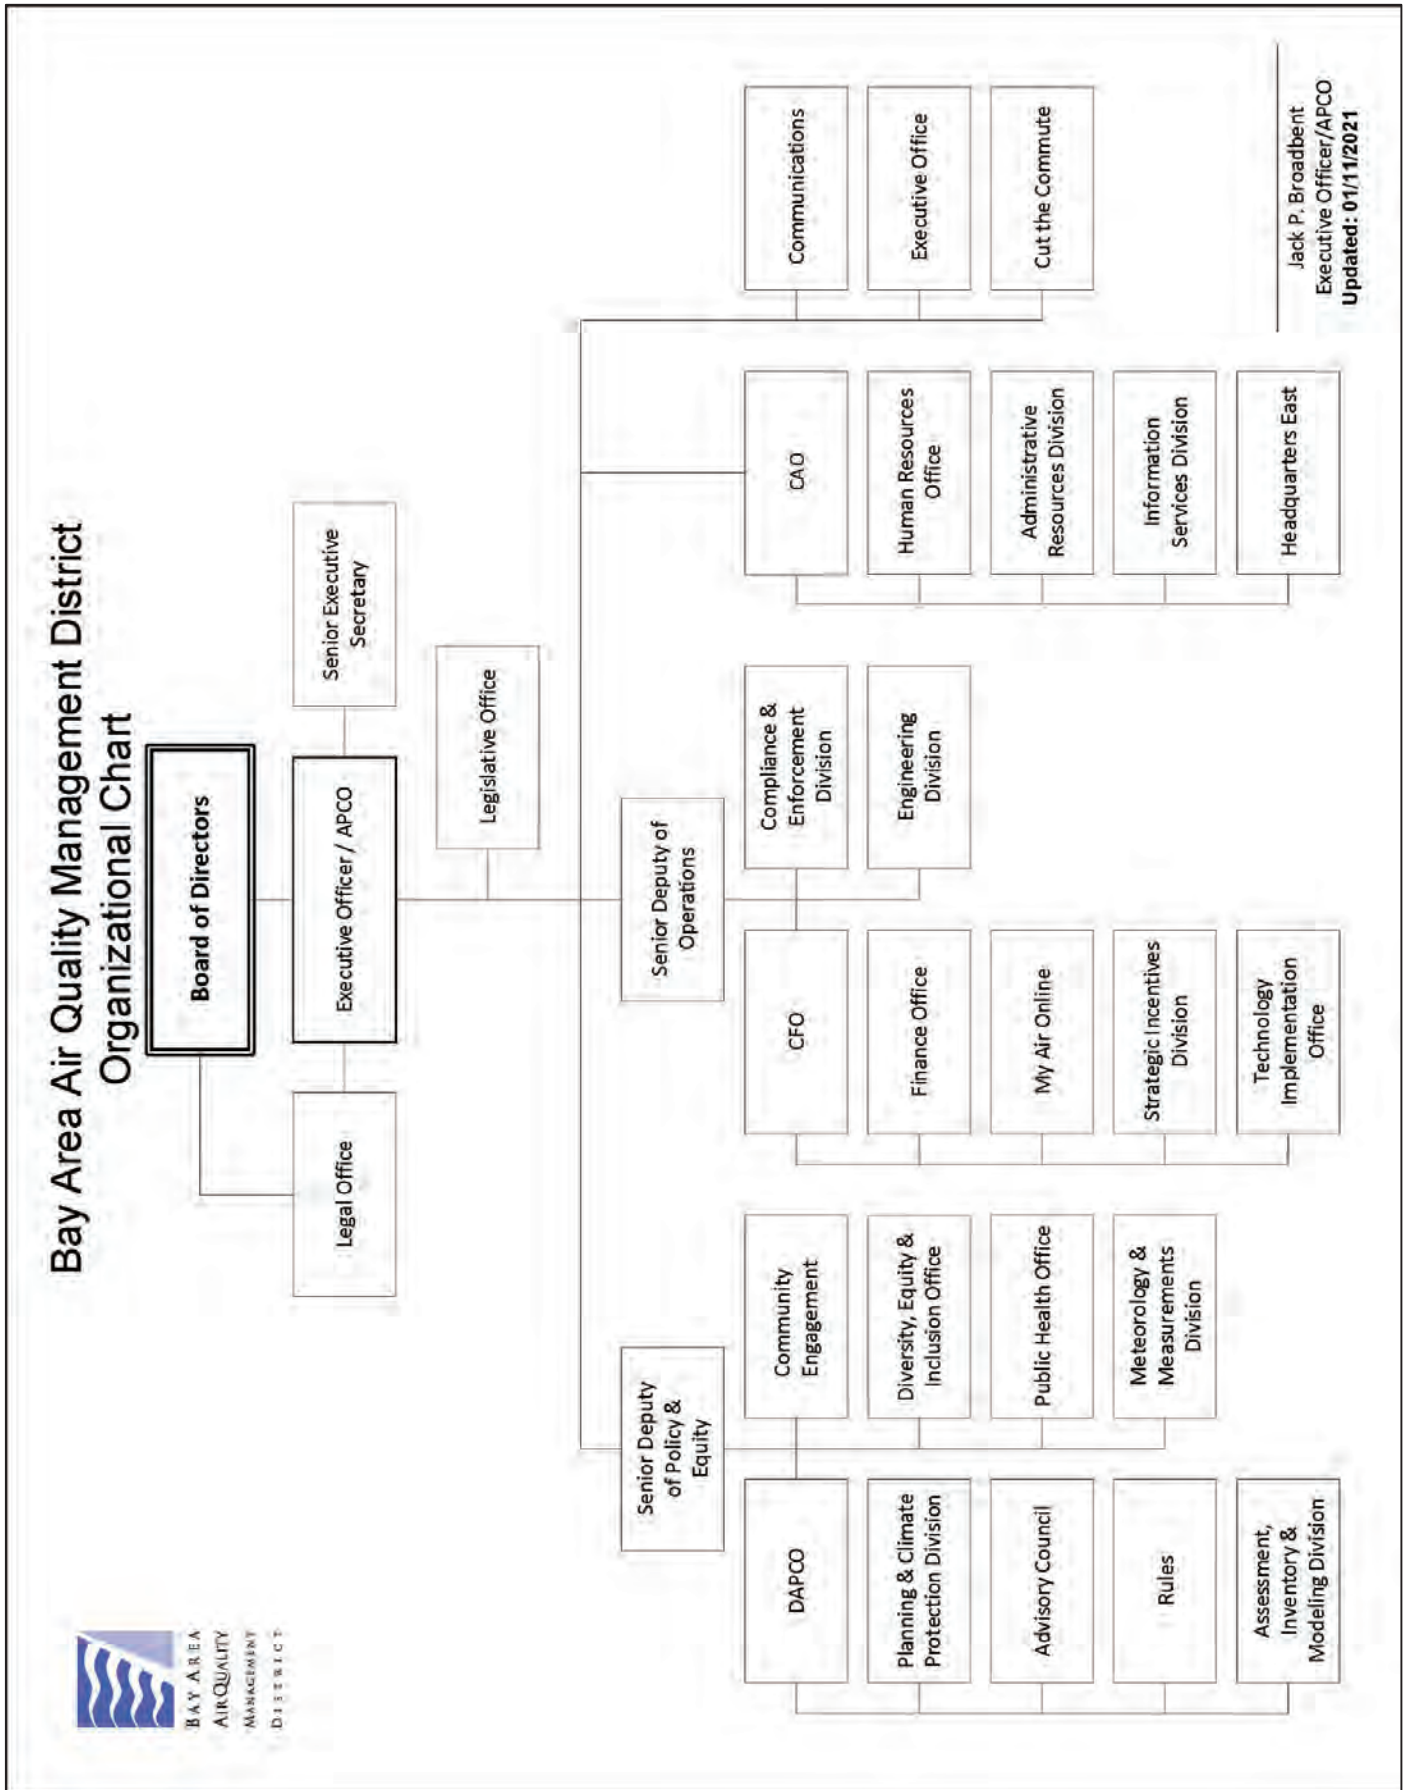 BAY AREA
AIRQUALITY
MANAGEMENT
DISTRICT
Bay Area Air Quality Management District
Organizational Chart
Board of Directors
Legal Office
Executive Officer / APCO
Senior Executive
Secretary
Legislative Office
Senior Deputy
of Policy &
Equity
Senior Deputy of
Operations
DAPCO
Community
Engagement
CFO
Compliance &
Enforcement
Division
CAO
Communications
Planning & Climate
Protection Division
Diversity, Equity &
Inclusion Office
Finance Office
Engineering
Division
Human Resources
Office
Executive Office
Advisory Council
Public Health Office
My Air Online
Administrative
Resources Division
Cut the Commute
Rules
Meteorology &
Measurements
Division
Strategic Incentives
Division
Information
Services Division
Assessment,
Inventory &
Modeling Division
Technology
Implementation
Office
Headquarters East
Jack P. Broadbent
Executive Officer/APCO
Updated: 01/11/2021